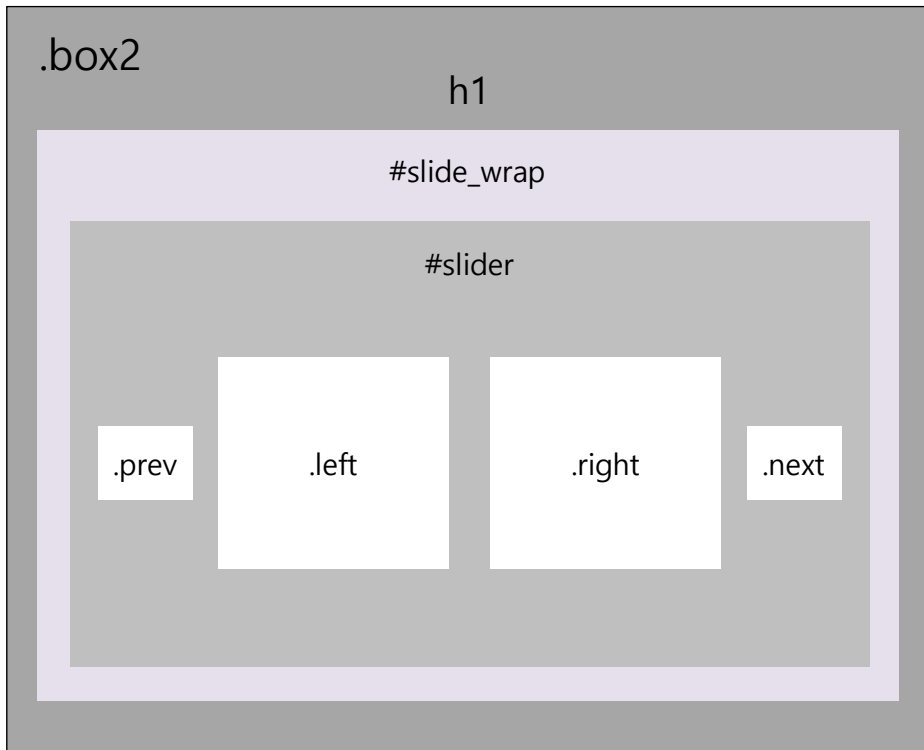 .box2
h1
#slide_wrap
#slider
.prev
.left
.right
.next